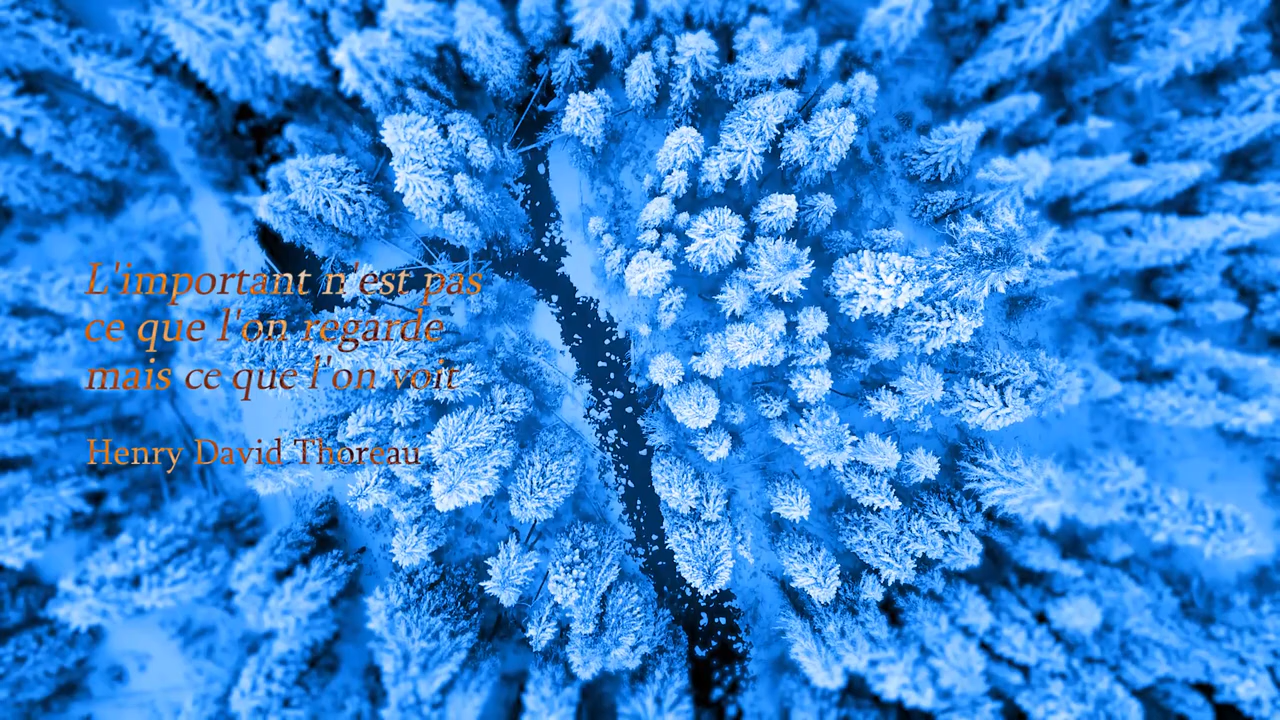 L'important n'est pas
ce que l'on regarde
mais ce que l'on voit
Henry David Thoreau